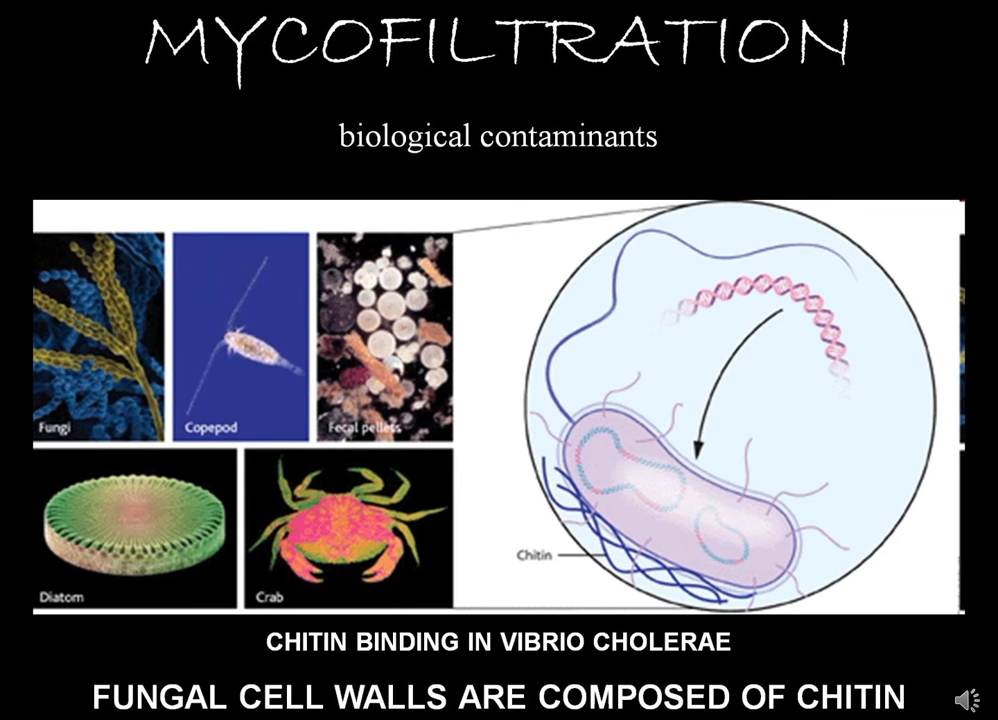 MYCOFILTRATION
biological contaminants
Fungi
Copepod
Fecal pellets
Diatom
Crab
Chitin
CHITIN BINDING IN VIBRIO CHOLERAE
FUNGAL CELL WALLS ARE COMPOSED OF CHITIN